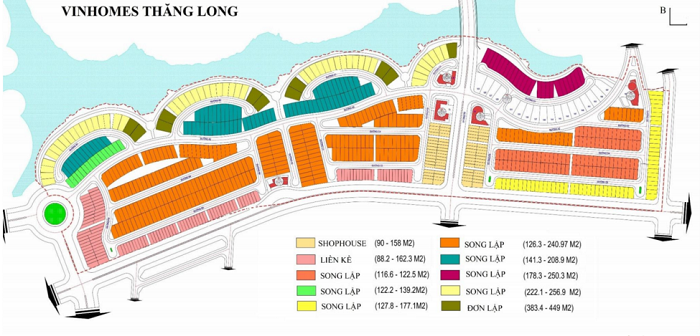 VINHOMES THĂNG LONG
B
SHOPHOUSE (90 - 158 M2)
LIÊN KỀ (88.2 - 162.3 M2)
SONG LẬP (116.6 - 122.5 M2)
SONG LẬP (122.2 - 139.2M2)
SONG LẬP (127.8 - 177.1M2)
SONG LẬP (126.3 - 240.97 M2)
SONG LẬP (141.3 - 208.9 M2)
SONG LẬP (178.3 - 250.3 M2)
SONG LẬP (222.1 - 256.9 M2)
ĐƠN LẬP (383.4 - 449 M2)